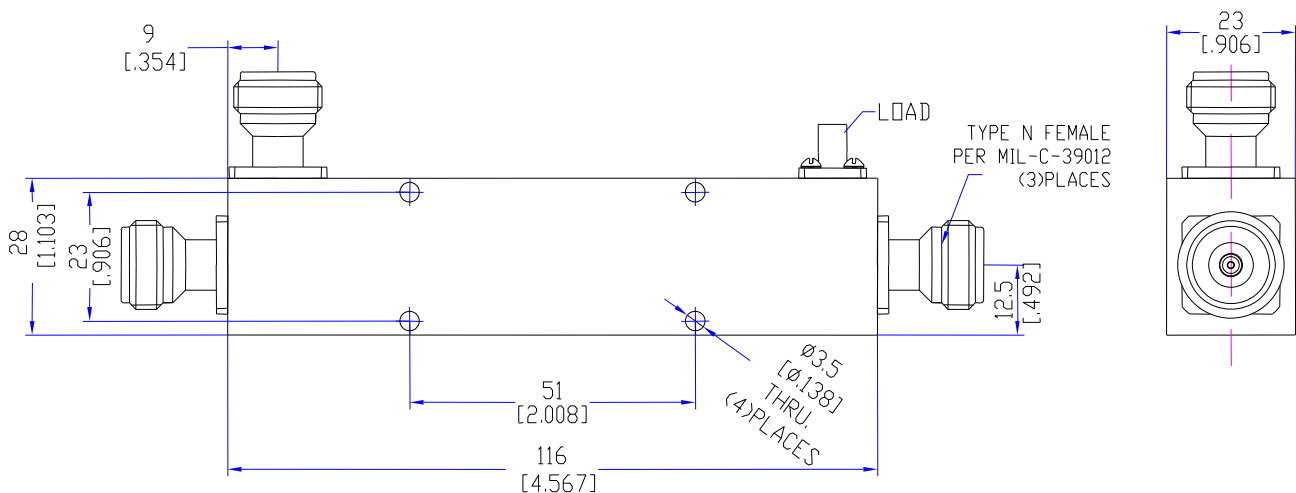 9
[.354]
23
[.906]
LOAD
TYPE N FEMALE
PER MIL-C-39012
(3)PLACES
28
[1.103]
23
[.906]
12.5
[.492]
Ø3.5
[Ø.138]
THRU.
(4)PLACES
51
[2.008]
116
[4.567]